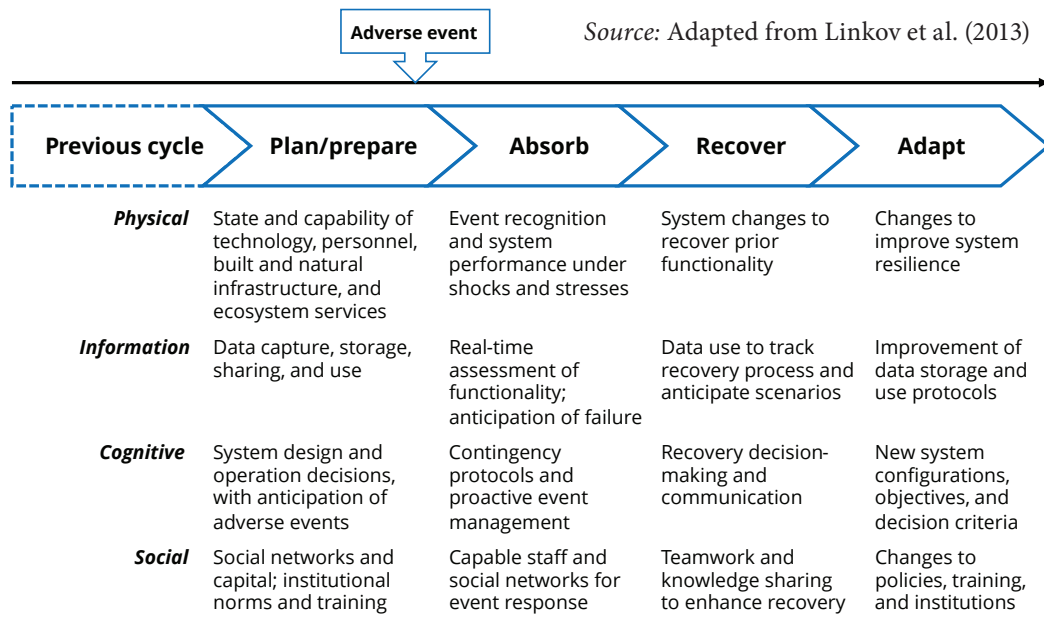 Adverse event
Source: Adapted from Linkov et al. (2013)
Previous cycle
Plan/prepare
Absorb
Recover
Adapt
Physical
State and capability of
technology, personnel,
built and natural
infrastructure, and
ecosystem services
Event recognition
and system
performance under
shocks and stresses
System changes to
recover prior
functionality
Changes to
improve system
resilience
Information
Data capture, storage,
sharing, and use
Real-time
assessment of
functionality;
anticipation of failure
Data use to track
recovery process and
anticipate scenarios
Improvement of
data storage and
use protocols
Cognitive
System design and
operation decisions,
with anticipation of
adverse events
Contingency
protocols and
proactive event
management
Recovery decision-
making and
communication
New system
configurations,
objectives, and
decision criteria
Social
Social networks and
capital; institutional
norms and training
Capable staff and
social networks for
event response
Teamwork and
knowledge sharing
to enhance recovery
Changes to
policies, training,
and institutions